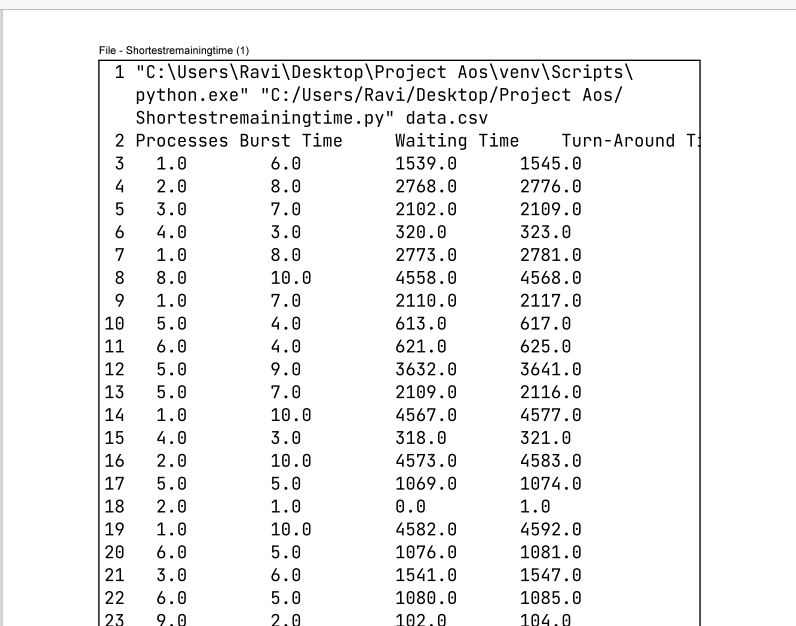 File - Shortestremainingtime (1)
1 "C:\Users\Ravi\Desktop\Project Aos\venv\Scripts\
python.exe" "C:/Users/Ravi/Desktop/Project Aos/
Shortestremainingtime.py" data.csv
2 Processes Burst Time Waiting Time Turn-Around Ti
3 1.0 6.0 1539.0 1545.0
4 2.0 8.0 2768.0 2776.0
5 3.0 7.0 2102.0 2109.0
6 4.0 3.0 320.0 323.0
7 1.0 8.0 2773.0 2781.0
8 8.0 10.0 4558.0 4568.0
9 1.0 7.0 2110.0 2117.0
10 5.0 4.0 613.0 617.0
11 6.0 4.0 621.0 625.0
12 5.0 9.0 3632.0 3641.0
13 5.0 7.0 2109.0 2116.0
14 1.0 10.0 4567.0 4577.0
15 4.0 3.0 318.0 321.0
16 2.0 10.0 4573.0 4583.0
17 5.0 5.0 1069.0 1074.0
18 2.0 1.0 0.0 1.0
19 1.0 10.0 4582.0 4592.0
20 6.0 5.0 1076.0 1081.0
21 3.0 6.0 1541.0 1547.0
22 6.0 5.0 1080.0 1085.0
23 9.0 2.0 102.0 104.0